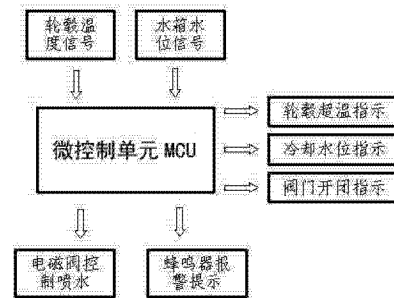 轮毂温
度信号
水箱水
位信号
微控制单元 MCU
轮毂超温指示
冷却水位指示
阀门开闭指示
电磁阀控
制喷水
蜂鸣器报
警提示